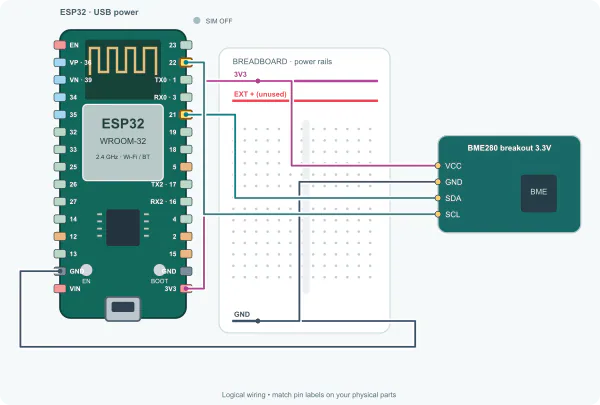 ESP32 · USB power
SIM OFF
EN
VP · 36
VN · 39
34
35
32
33
25
26
27
14
12
13
GND
VIN
23
22
TX0 · 1
RX0 · 3
21
19
18
5
TX2 · 17
RX2 · 16
4
2
15
GND
3V3
ESP32
WROOM-32
2.4 GHz · Wi-Fi / BT
EN
BOOT
BREADBOARD · power rails
3V3
EXT + (unused)
GND
BME280 breakout 3.3V
VCC
GND
SDA
SCL
BME
Logical wiring • match pin labels on your physical parts